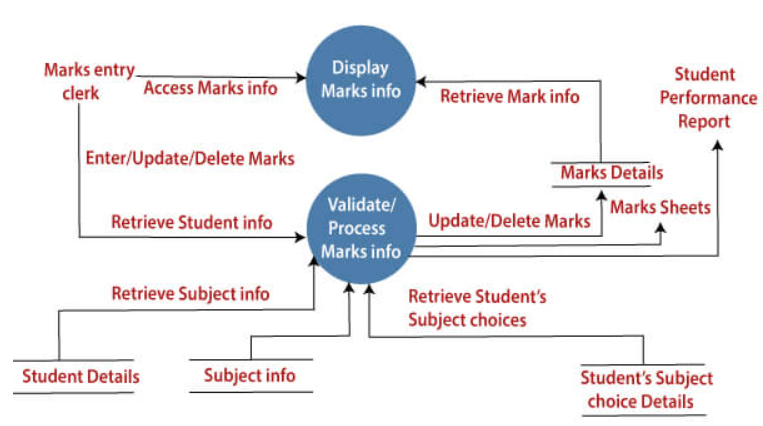 Display
Marks info
Marks entry
clerk
Access Marks info
Retrieve Mark info
Student
Performance
Report
Enter/Update/Delete Marks
Marks Details
Validate/
Process
Marks info
Marks Sheets
Retrieve Student info
Update/Delete Marks
Retrieve Subject info
Retrieve Student's
Subject choices
Student Details
Subject info
Student's Subject
choice Details